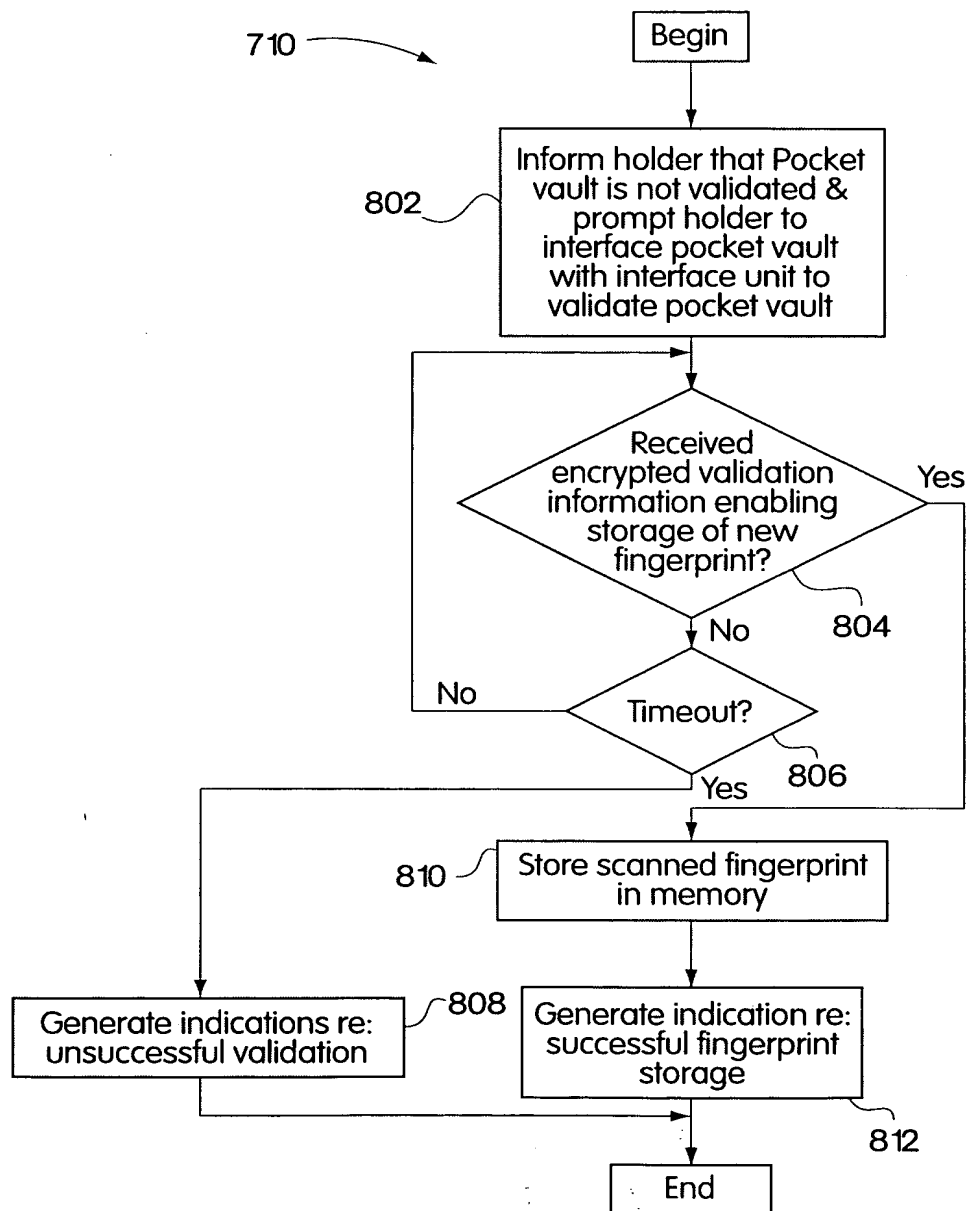 710
Begin
802
Inform holder that Pocket
vault is not validated &
prompt holder to
interface pocket vault
with interface unit to
validate pocket vault
Received
encrypted validation
information enabling
storage of new
fingerprint?
Yes
804
No
No
Timeout?
806
Yes
810
Store scanned fingerprint
in memory
808
Generate indications re:
unsuccessful validation
Generate indication re:
successful fingerprint
storage
812
End